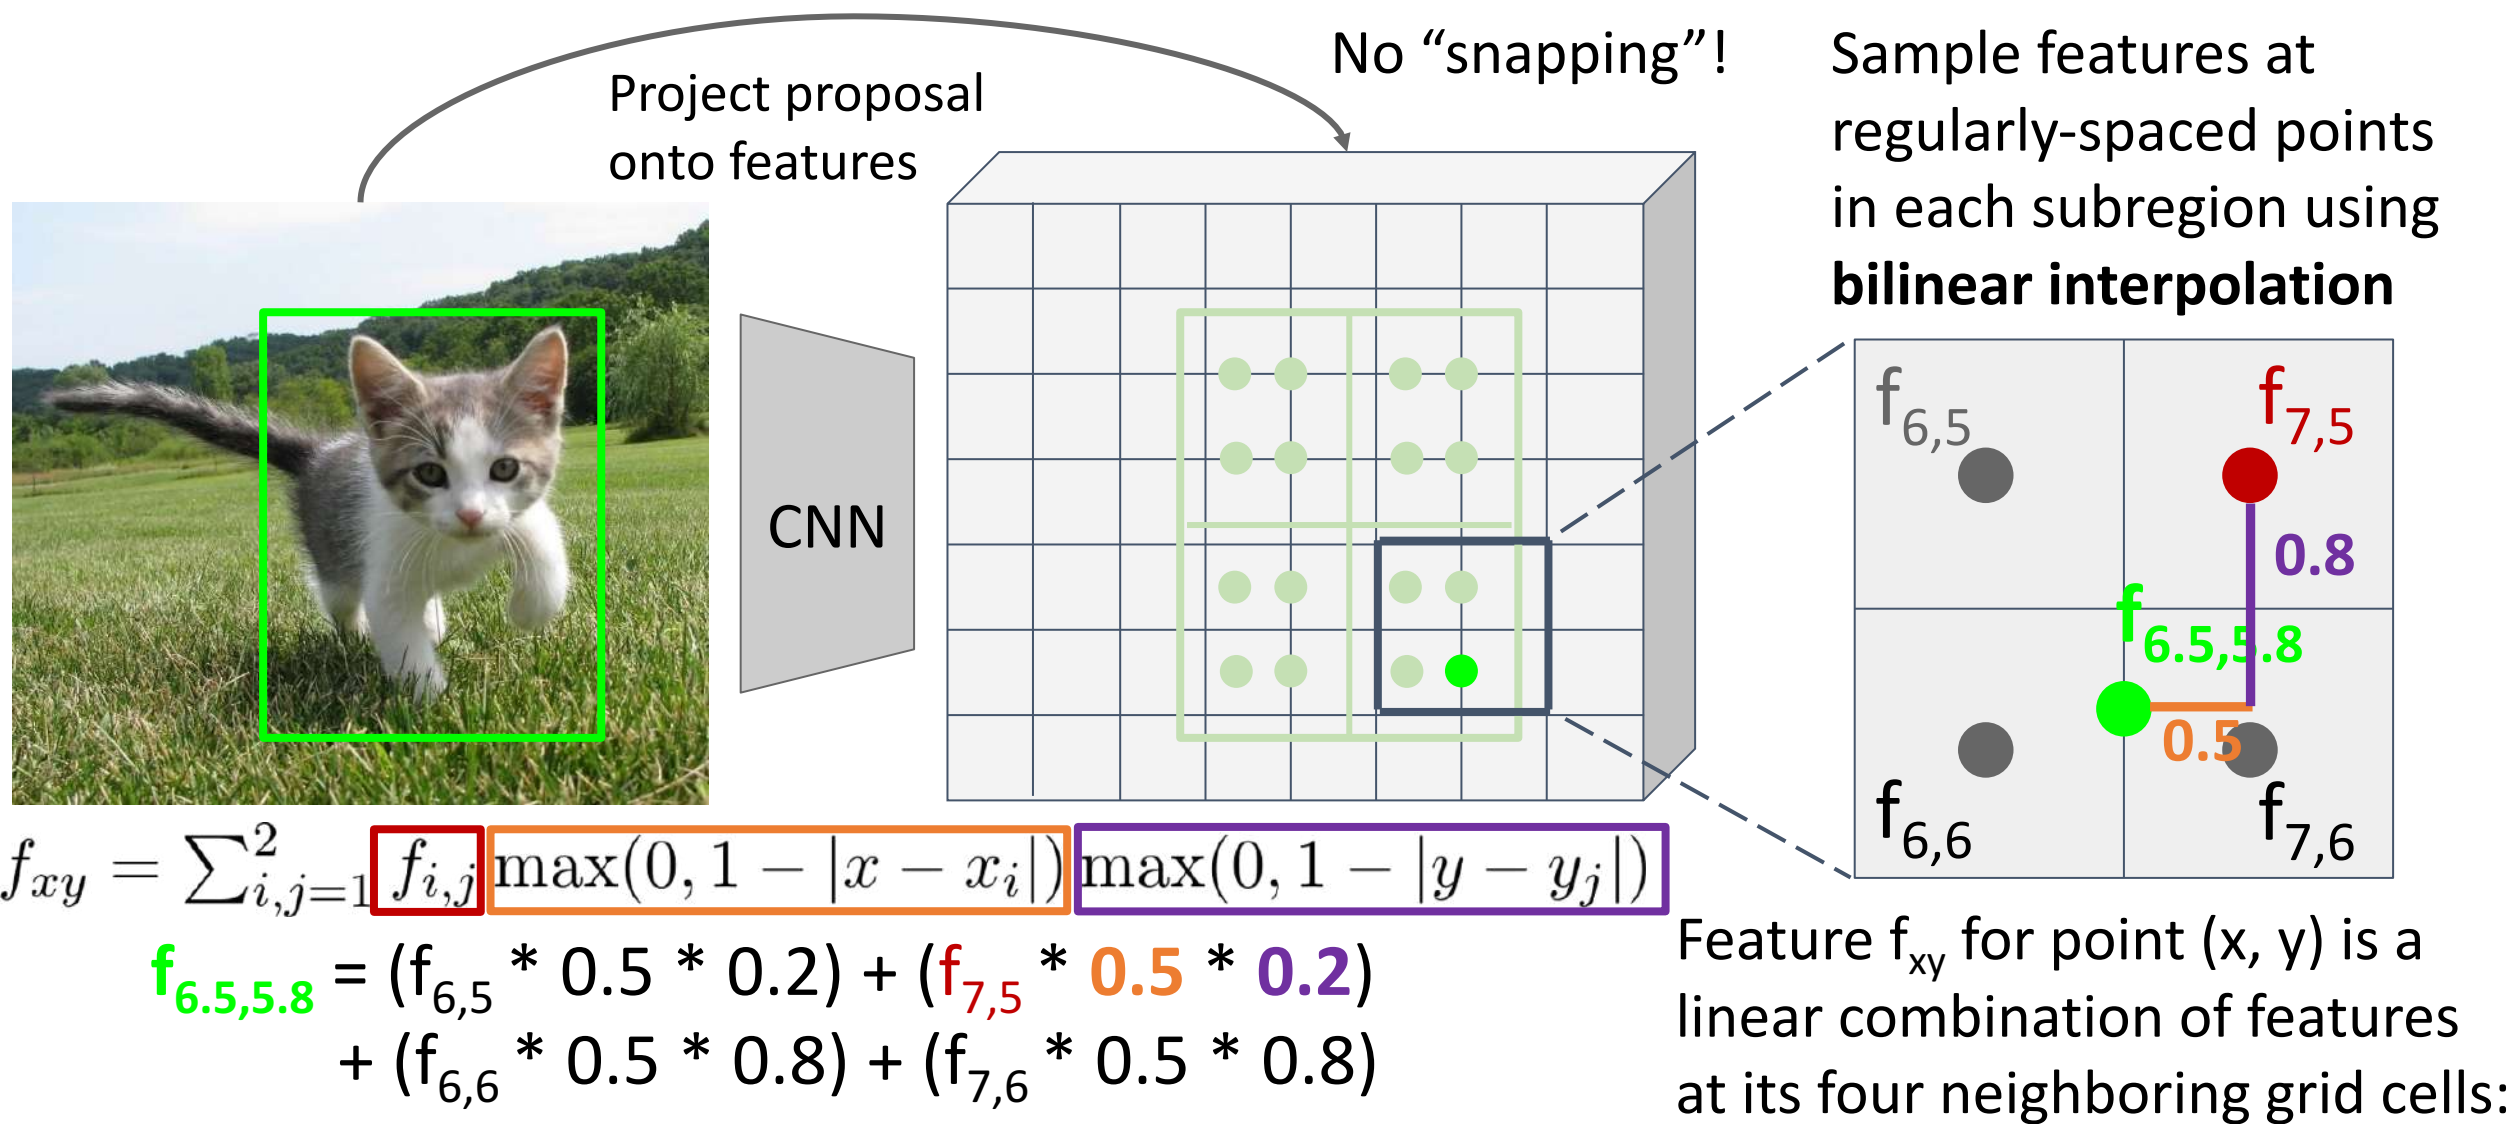 Project proposal
onto features
No “snapping”!
Sample features at
regularly-spaced points
in each subregion using
bilinear interpolation
CNN
f6,5
f7,5
0.8
f6.5,5.8
0.5
f6,6
f7,6
fxy = ∑²i,j=1 fi,j max(0, 1 − |x − xi|) max(0, 1 − |y − yj|)
f6.5,5.8 = (f6,5 * 0.5 * 0.2) + (f7,5 * 0.5 * 0.2)
+ (f6,6 * 0.5 * 0.8) + (f7,6 * 0.5 * 0.8)
Feature fxy for point (x, y) is a
linear combination of features
at its four neighboring grid cells: